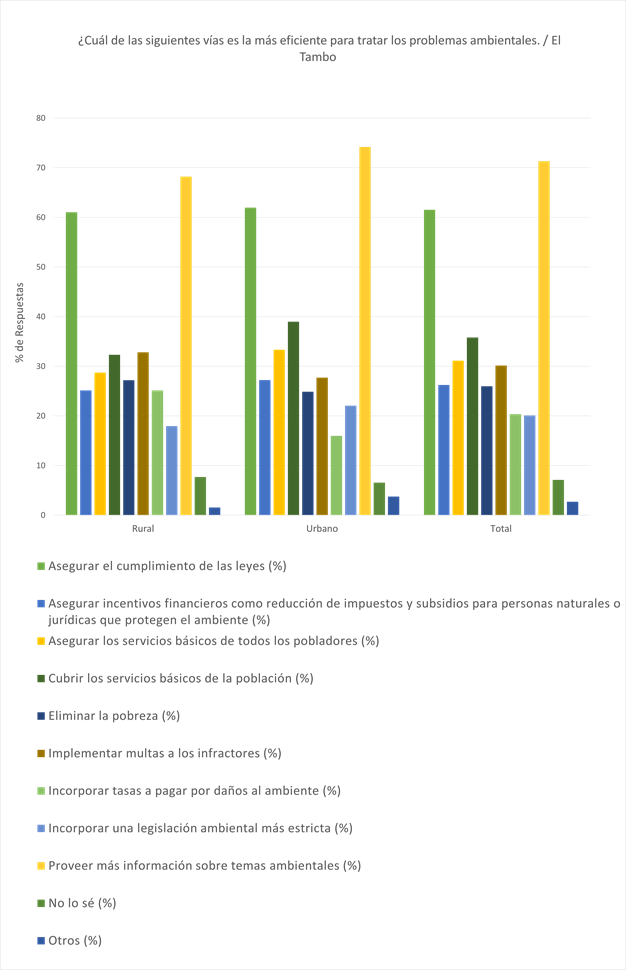 ¿Cuál de las siguientes vías es la más eficiente para tratar los problemas ambientales. / El
Tambo
80
70
60
50
40
30
20
10
0
% de Respuestas
Rural
Urbano
Total
Asegurar el cumplimiento de las leyes (%)
Asegurar incentivos financieros como reducción de impuestos y subsidios para personas naturales o
jurídicas que protegen el ambiente (%)
Asegurar los servicios básicos de todos los pobladores (%)
Cubrir los servicios básicos de la población (%)
Eliminar la pobreza (%)
Implementar multas a los infractores (%)
Incorporar tasas a pagar por daños al ambiente (%)
Incorporar una legislación ambiental más estricta (%)
Proveer más información sobre temas ambientales (%)
No lo sé (%)
Otros (%)